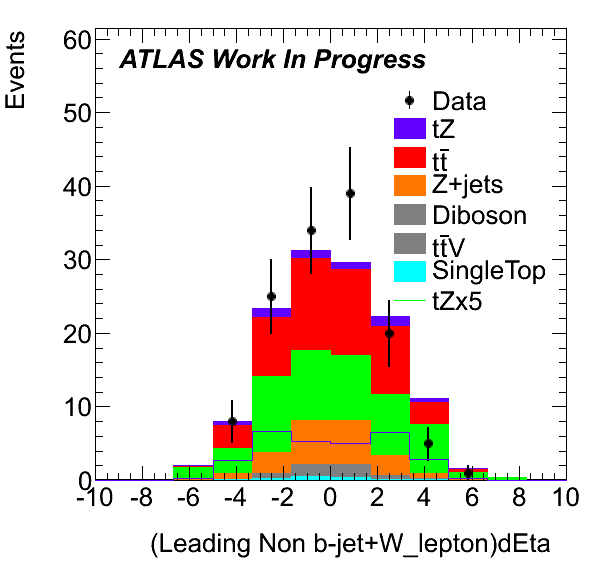 Events
60
50
40
30
20
10
0
ATLAS Work In Progress
Data
tZ
tt̄
Z+jets
Diboson
tt̄V
SingleTop
tZx5
-10 -8 -6 -4 -2 0 2 4 6 8 10
(Leading Non b-jet+W_lepton)dEta